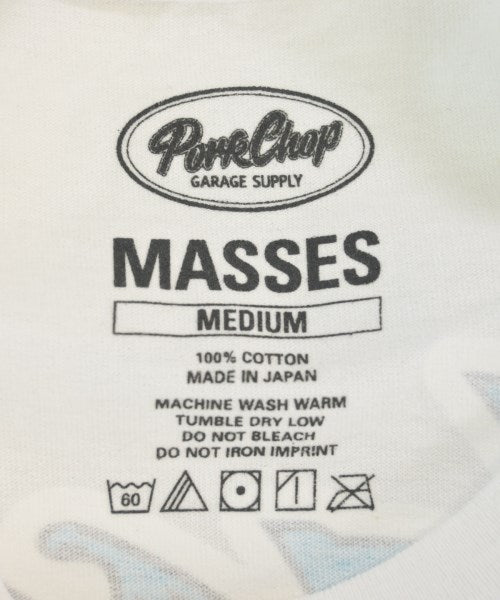 PorkChop
GARAGE SUPPLY
MASSES
MEDIUM
100% COTTON
MADE IN JAPAN
MACHINE WASH WARM
TUMBLE DRY LOW
DO NOT BLEACH
DO NOT IRON IMPRINT
60